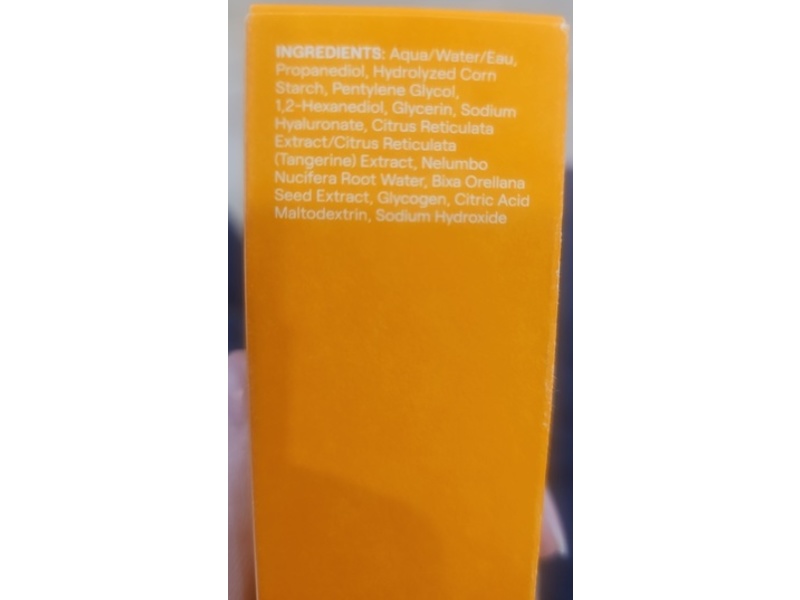 INGREDIENTS: Aqua/Water/Eau,
Propanediol, Hydrolyzed Corn
Starch, Pentylene Glycol,
1,2-Hexanediol, Glycerin, Sodium
Hyaluronate, Citrus Reticulata
Extract/Citrus Reticulata
(Tangerine) Extract, Nelumbo
Nucifera Root Water, Bixa Orellana
Seed Extract, Glycogen, Citric Acid
Maltodextrin, Sodium Hydroxide